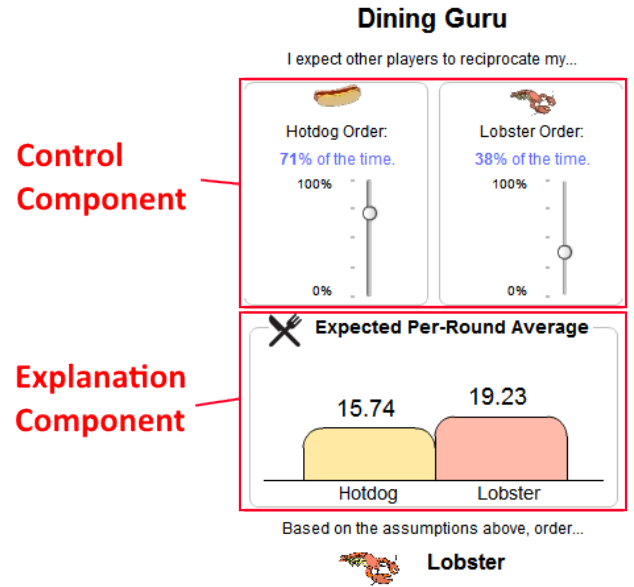 Dining Guru
I expect other players to reciprocate my...
Control
Component
Hotdog Order:
71% of the time.
100%
0%
Lobster Order:
38% of the time.
100%
0%
Explanation
Component
Expected Per-Round Average
15.74
19.23
Hotdog
Lobster
Based on the assumptions above, order...
Lobster